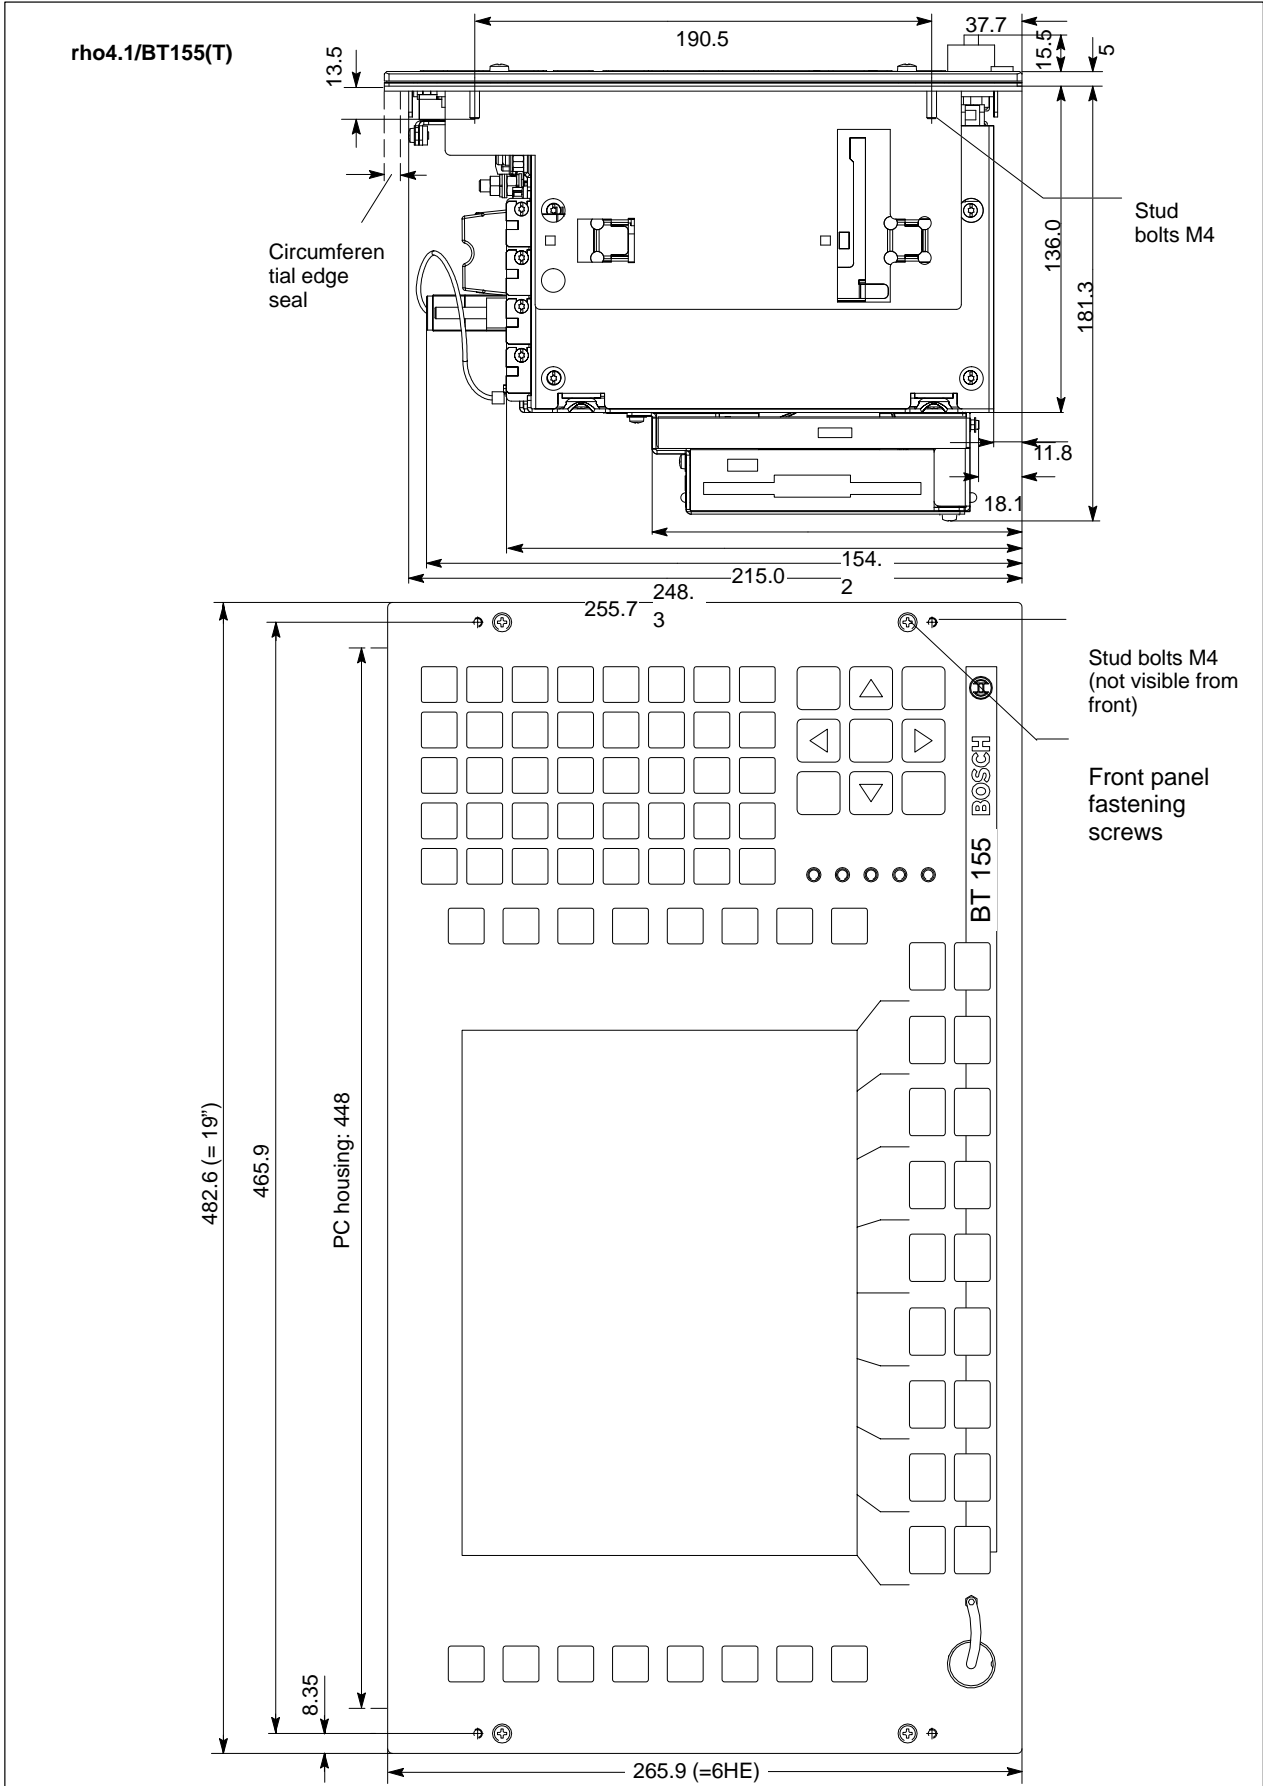 rho4.1/BT155(T)
190.5
37.7
15.5
5
13.5
Circumferen
tial edge
seal
Stud
bolts M4
136.0
181.3
11.8
18.1
154.
2
215.0
248.
3
255.7
Stud bolts M4
(not visible from
front)
Front panel
fastening
screws
BOSCH
BT 155
482.6 (= 19”)
465.9
PC housing: 448
8.35
265.9 (=6HE)